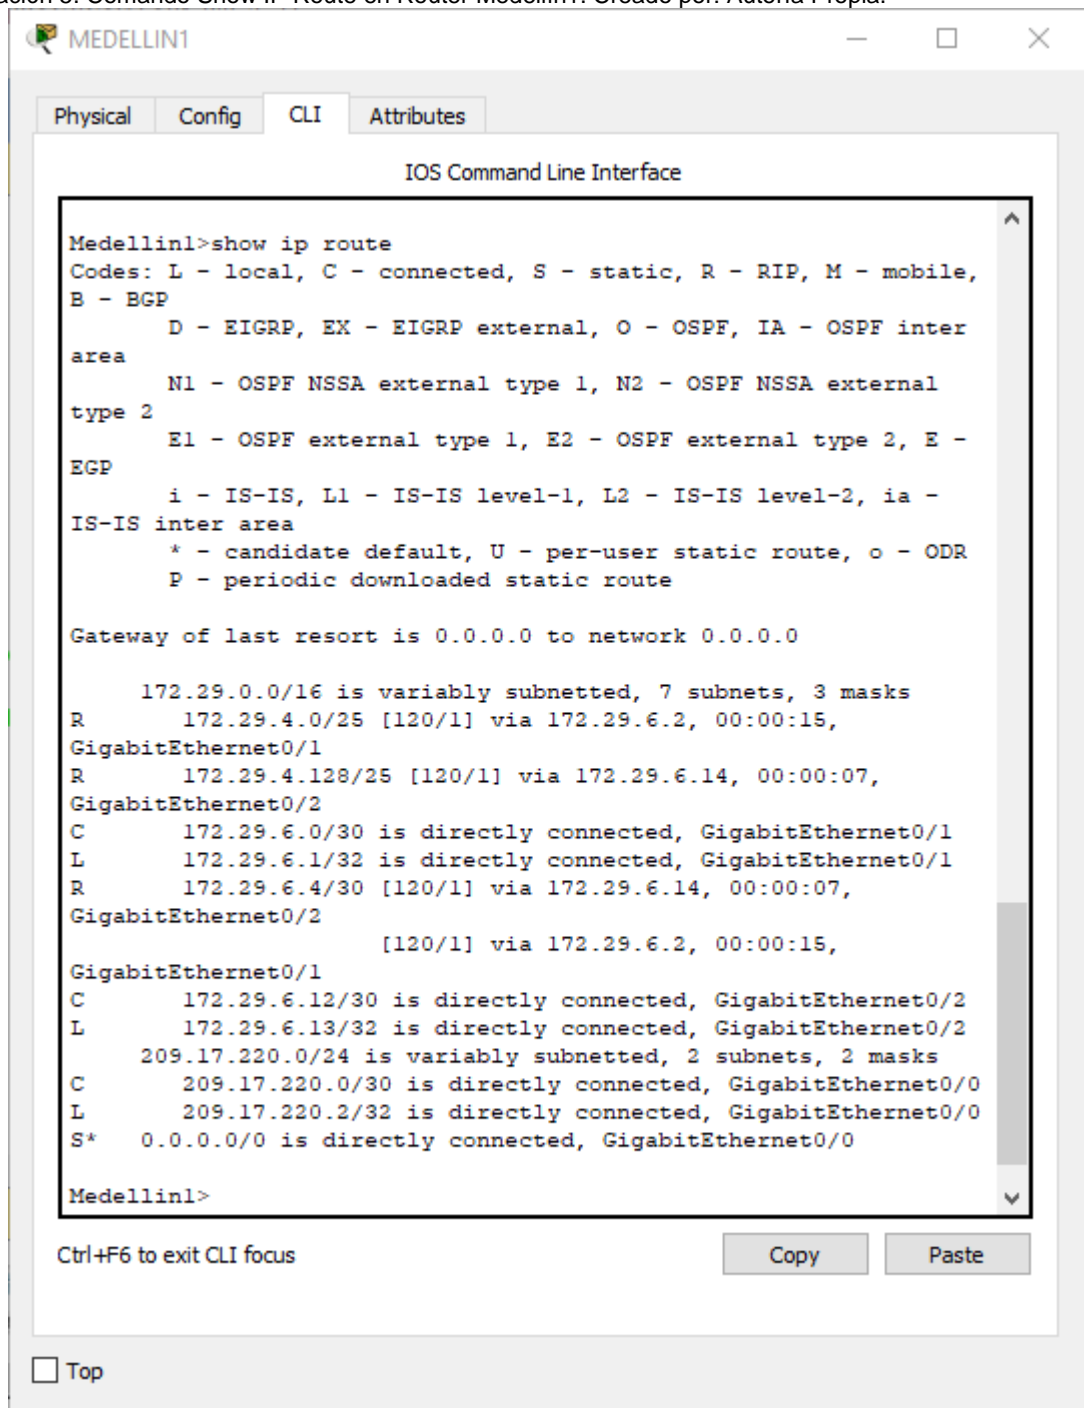 ación 5. Comando Show IP Route en Router Medellin1. Creado por: Autoría Propia.
MEDELLIN1
Physical Config CLI Attributes
IOS Command Line Interface
Medellin1>show ip route
Codes: L - local, C - connected, S - static, R - RIP, M - mobile,
B - BGP
D - EIGRP, EX - EIGRP external, O - OSPF, IA - OSPF inter
area
N1 - OSPF NSSA external type 1, N2 - OSPF NSSA external
type 2
E1 - OSPF external type 1, E2 - OSPF external type 2, E -
EGP
i - IS-IS, L1 - IS-IS level-1, L2 - IS-IS level-2, ia -
IS-IS inter area
* - candidate default, U - per-user static route, o - ODR
P - periodic downloaded static route
Gateway of last resort is 0.0.0.0 to network 0.0.0.0
172.29.0.0/16 is variably subnetted, 7 subnets, 3 masks
R 172.29.4.0/25 [120/1] via 172.29.6.2, 00:00:15,
GigabitEthernet0/1
R 172.29.4.128/25 [120/1] via 172.29.6.14, 00:00:07,
GigabitEthernet0/2
C 172.29.6.0/30 is directly connected, GigabitEthernet0/1
L 172.29.6.1/32 is directly connected, GigabitEthernet0/1
R 172.29.6.4/30 [120/1] via 172.29.6.14, 00:00:07,
GigabitEthernet0/2
[120/1] via 172.29.6.2, 00:00:15,
GigabitEthernet0/1
C 172.29.6.12/30 is directly connected, GigabitEthernet0/2
L 172.29.6.13/32 is directly connected, GigabitEthernet0/2
209.17.220.0/24 is variably subnetted, 2 subnets, 2 masks
C 209.17.220.0/30 is directly connected, GigabitEthernet0/0
L 209.17.220.2/32 is directly connected, GigabitEthernet0/0
S* 0.0.0.0/0 is directly connected, GigabitEthernet0/0
Medellin1>
Ctrl+F6 to exit CLI focus
Copy Paste
Top